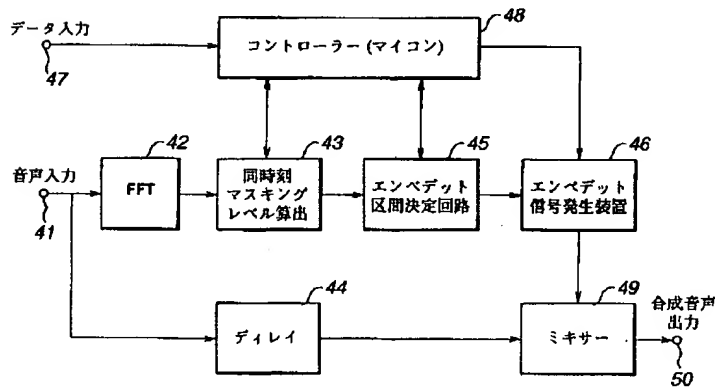 データ入力
47
コントローラー(マイコン)
48
音声入力
41
42
FFT
43
同時刻
マスキング
レベル算出
45
エンベデット
区間決定回路
46
エンベデット
信号発生装置
44
ディレイ
49
ミキサー
合成音声
出力
50